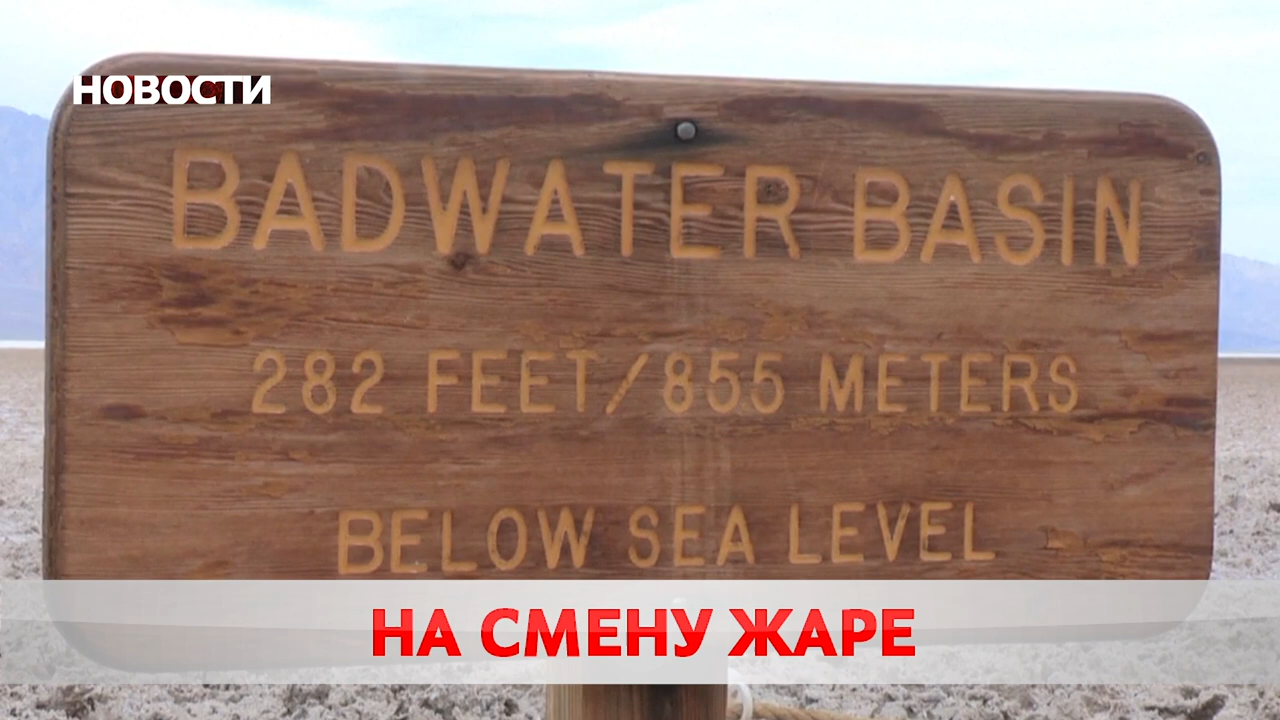 НОВОСТИ
BADWATER BASIN
282 FEET/855 METERS
BELOW SEA LEVEL
НА СМЕНУ ЖАРЕ